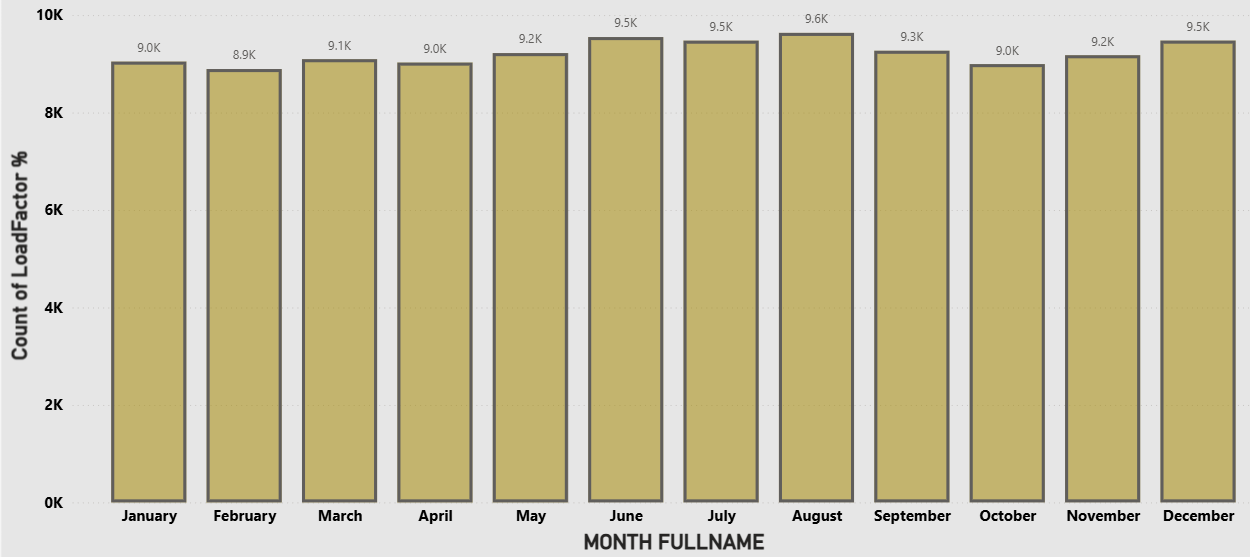 Count of LoadFactor %
10K
8K
6K
4K
2K
0K
9.0K
8.9K
9.1K
9.0K
9.2K
9.5K
9.5K
9.6K
9.3K
9.0K
9.2K
9.5K
January
February
March
April
May
June
July
August
September
October
November
December
MONTH FULLNAME